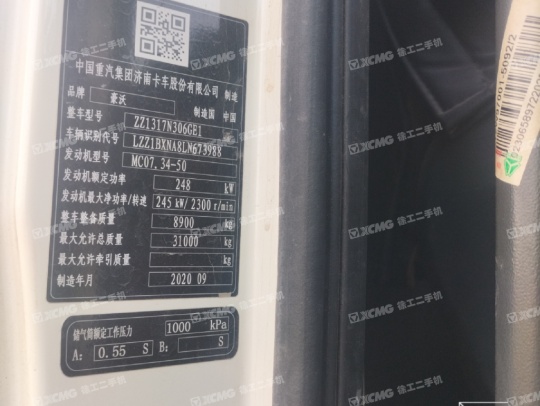 中国重汽集团济南卡车股份有限公司 制造
品牌 豪沃 制造国 中国
整车型号 ZZ1317N306GE1
车辆识别代号 LZZ1BXNA8LN673988
发动机型号 MC07.34-50
发动机额定功率 248 kW
发动机最大净功率/转速 245 kW/ 2300 r/min
整车整备质量 8900 kg
最大允许总质量 31000 kg
最大允许牵引质量 kg
制造年月 2020 09
储气筒额定工作压力 1000 kPa
A: 0.55 S B: S
XCMG 徐工二手机